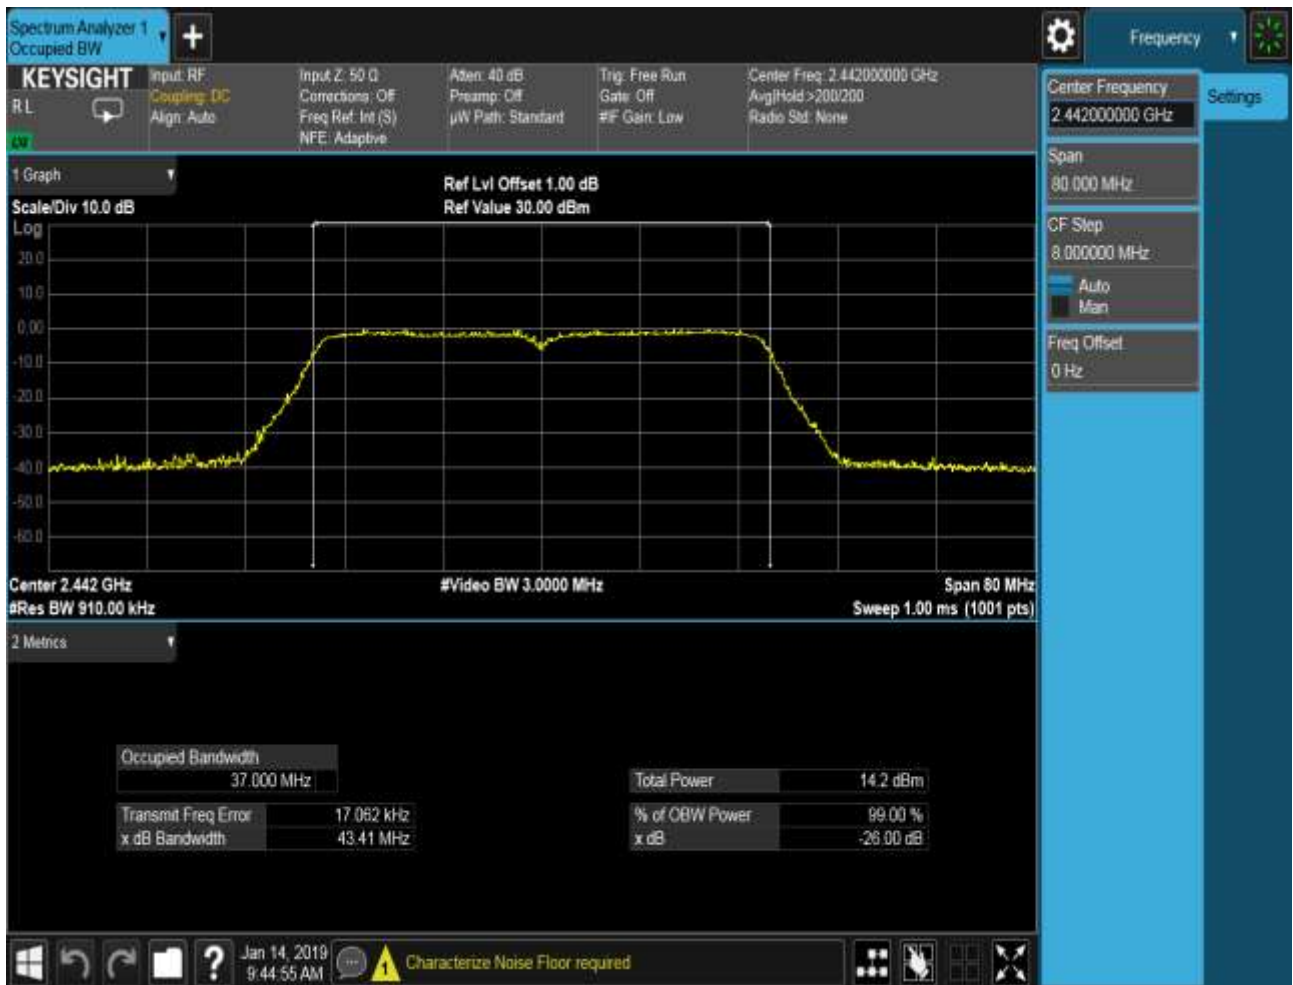 Spectrum Analyzer 1
Occupied BW
Frequency
KEYSIGHT
R L
Input: RF
Coupling: DC
Align: Auto
Input Z: 50 Ω
Corrections: Off
Freq Ref: Int (S)
NFE: Adaptive
Atten: 40 dB
Preamp: Off
µW Path: Standard
Trig: Free Run
Gate: Off
#IF Gain: Low
Center Freq: 2.442000000 GHz
Avg|Hold >200/200
Radio Std: None
Center Frequency
2.442000000 GHz
Settings
Span
80.000 MHz
CF Step
8.000000 MHz
Auto
Man
Freq Offset
0 Hz
1 Graph
Scale/Div 10.0 dB
Ref Lvl Offset 1.00 dB
Ref Value 30.00 dBm
Log
20.0
10.0
0.00
-10.0
-20.0
-30.0
-40.0
-50.0
-60.0
Center 2.442 GHz
#Video BW 3.0000 MHz
Span 80 MHz
#Res BW 910.00 kHz
Sweep 1.00 ms (1001 pts)
2 Metrics
Occupied Bandwidth
37.000 MHz
Transmit Freq Error 17.062 kHz
x dB Bandwidth 43.41 MHz
Total Power 14.2 dBm
% of OBW Power 99.00 %
x dB -26.00 dB
Jan 14, 2019
9:44:55 AM
1
Characterize Noise Floor required